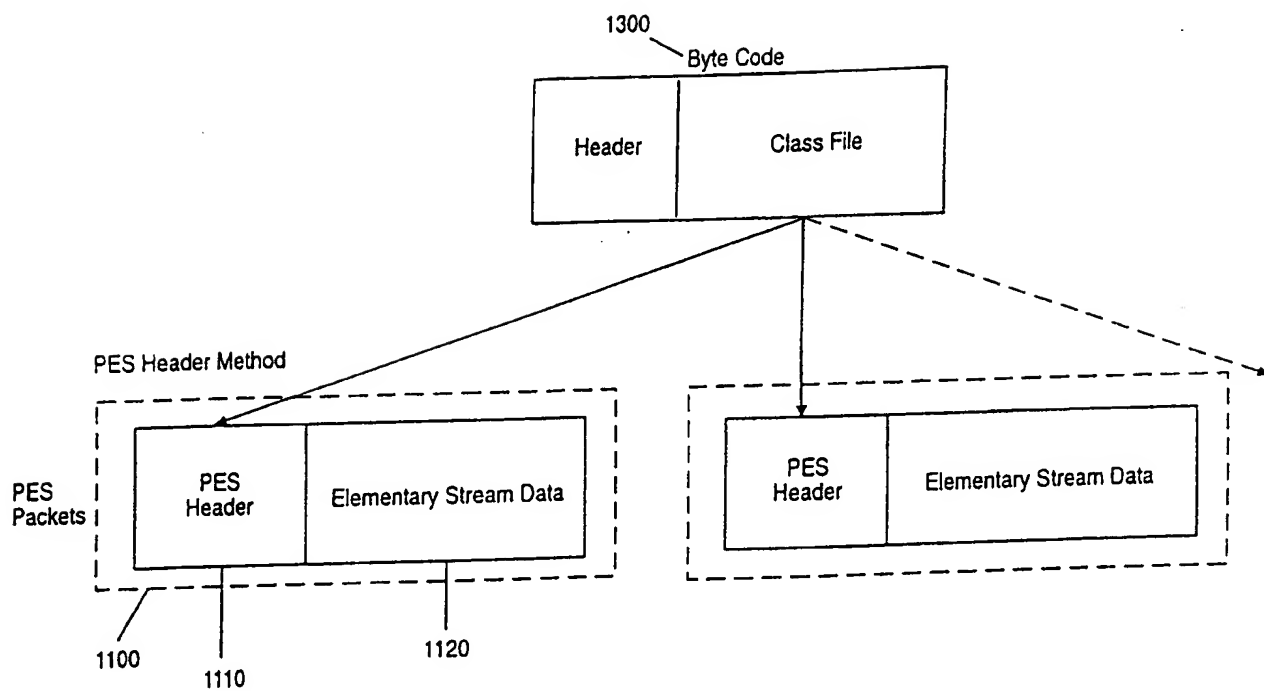 1300
Byte Code
Header
Class File
PES Header Method
PES
Packets
PES
Header
Elementary Stream Data
PES
Header
Elementary Stream Data
1100
1110
1120